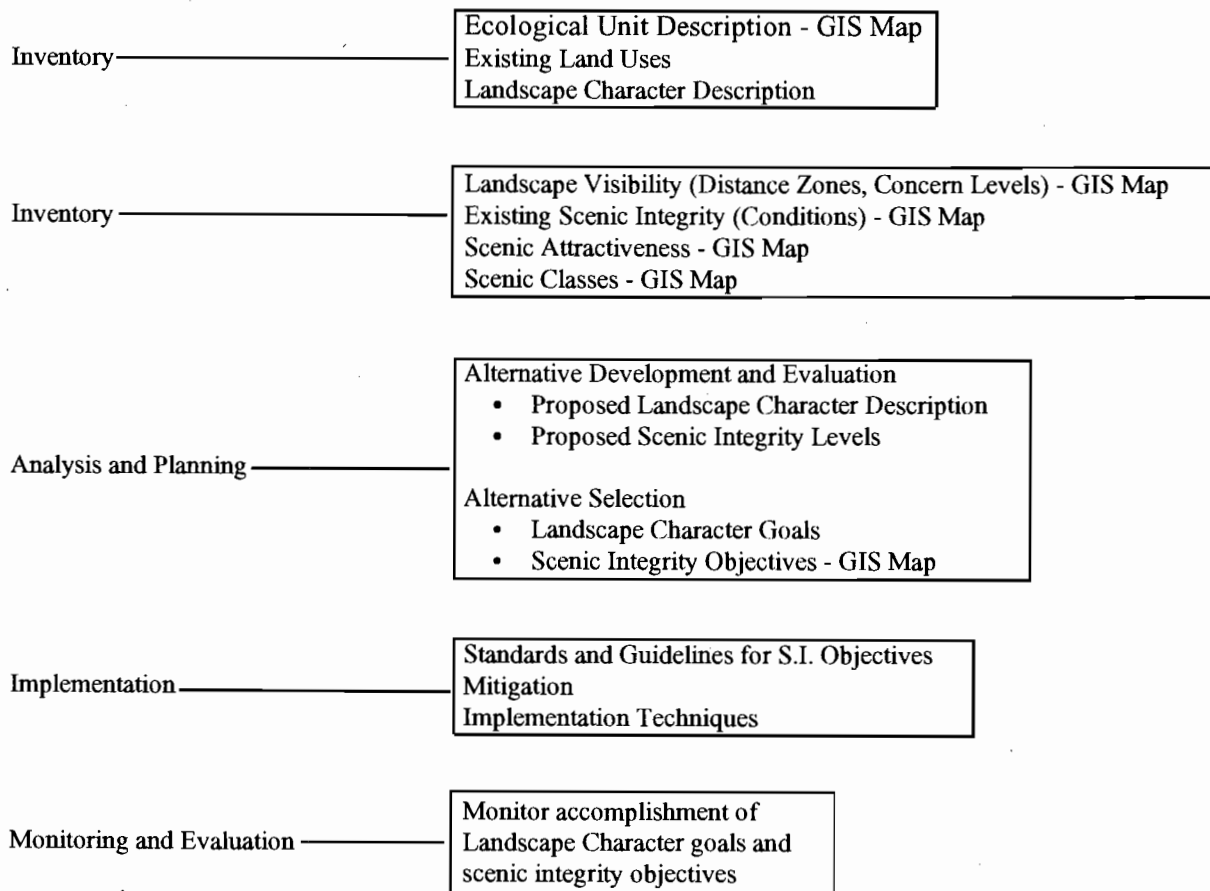 Ecological Unit Description - GIS Map
Inventory
Existing Land Uses
Landscape Character Description
Landscape Visibility (Distance Zones, Concern Levels) - GIS Map
Inventory
Existing Scenic Integrity (Conditions) - GIS Map
Scenic Attractiveness - GIS Map
Scenic Classes - GIS Map
Alternative Development and Evaluation
• Proposed Landscape Character Description
• Proposed Scenic Integrity Levels
Analysis and Planning
Alternative Selection
• Landscape Character Goals
• Scenic Integrity Objectives - GIS Map
Standards and Guidelines for S.I. Objectives
Implementation
Mitigation
Implementation Techniques
Monitor accomplishment of
Monitoring and Evaluation
Landscape Character goals and
scenic integrity objectives